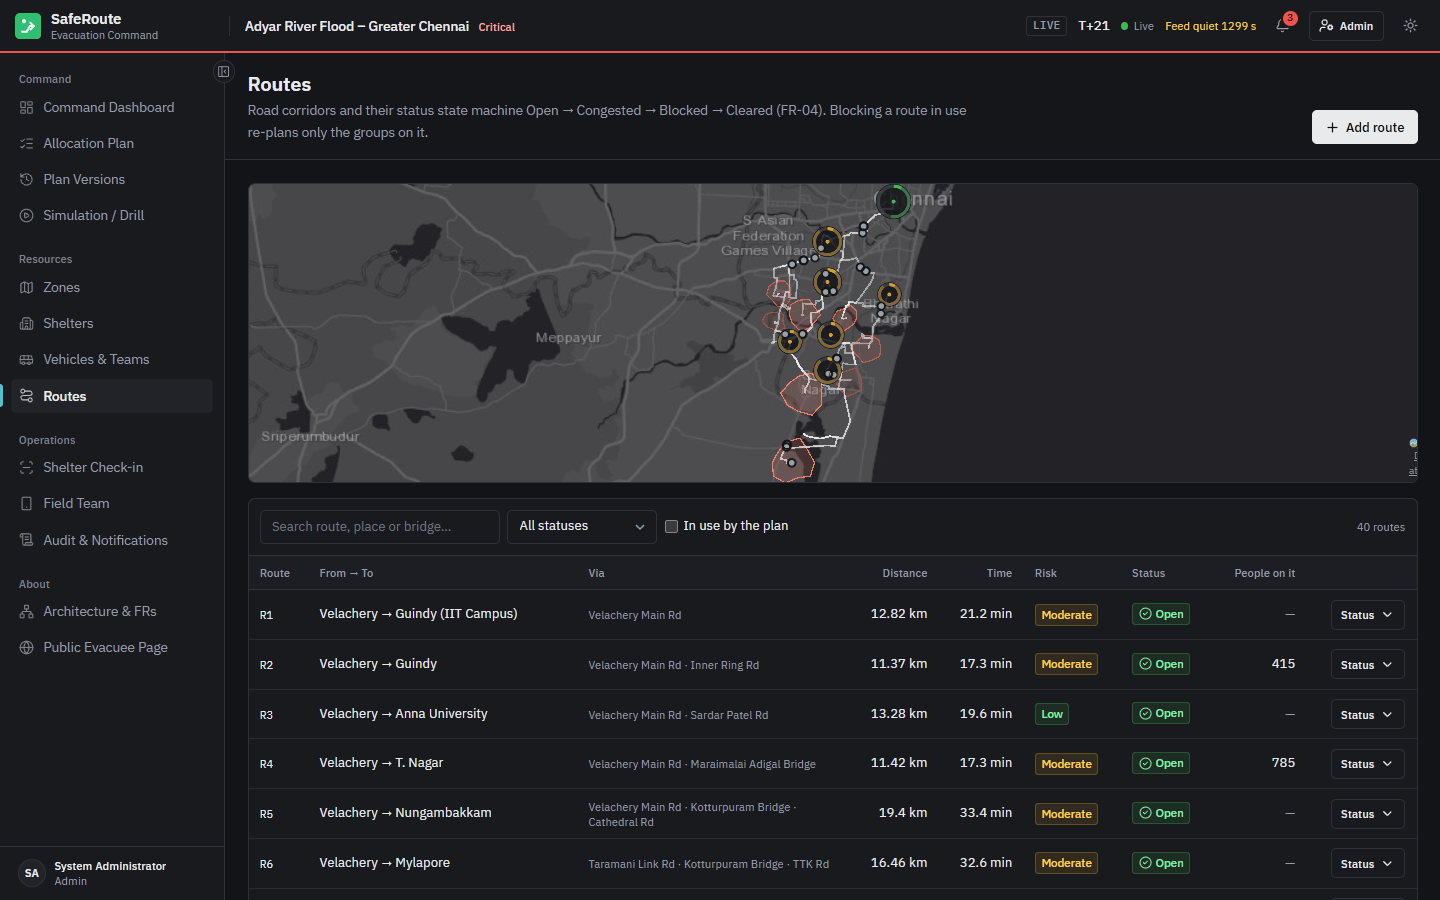 SafeRoute
Evacuation Command
Adyar River Flood – Greater Chennai Critical
LIVE T+21 Live Feed quiet 1299 s 3 Admin
Command
Command Dashboard
Allocation Plan
Plan Versions
Simulation / Drill
Resources
Zones
Shelters
Vehicles & Teams
Routes
Operations
Shelter Check-in
Field Team
Audit & Notifications
About
Architecture & FRs
Public Evacuee Page
SA System Administrator
Admin
Routes
Road corridors and their status state machine Open → Congested → Blocked → Cleared (FR-04). Blocking a route in use
re-plans only the groups on it.
+ Add route
S Asian
Federation
Games Village
Meppayur
Nagar
Nagar
Sriperumbudur
Search route, place or bridge...
All statuses
In use by the plan
40 routes
Route From → To Via Distance Time Risk Status People on it
R1 Velachery → Guindy (IIT Campus) Velachery Main Rd 12.82 km 21.2 min Moderate Open — Status
R2 Velachery → Guindy Velachery Main Rd · Inner Ring Rd 11.37 km 17.3 min Moderate Open 415 Status
R3 Velachery → Anna University Velachery Main Rd · Sardar Patel Rd 13.28 km 19.6 min Low Open — Status
R4 Velachery → T. Nagar Velachery Main Rd · Maraimalai Adigal Bridge 11.42 km 17.3 min Moderate Open 785 Status
R5 Velachery → Nungambakkam Velachery Main Rd · Kotturpuram Bridge ·
Cathedral Rd 19.4 km 33.4 min Moderate Open — Status
R6 Velachery → Mylapore Taramani Link Rd · Kotturpuram Bridge · TTK Rd 16.46 km 32.6 min Moderate Open — Status